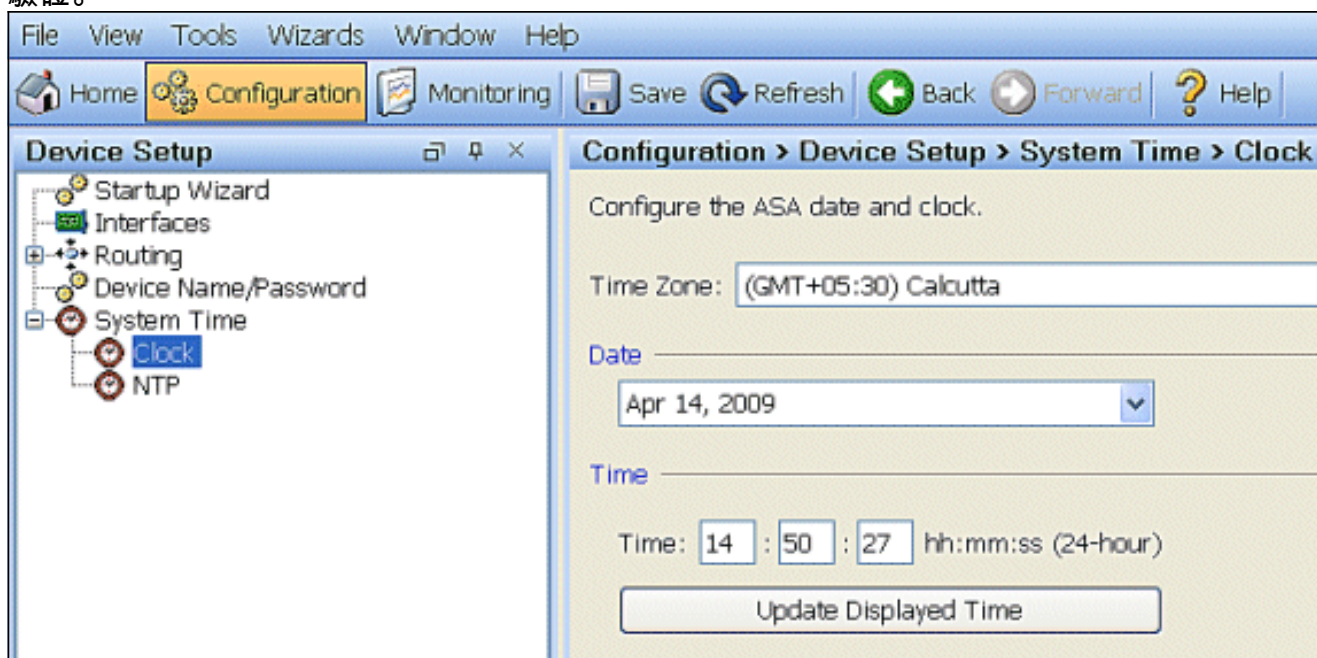 驗證。
File View Tools Wizards Window Help
Home Configuration Monitoring Save Refresh Back Forward Help
Device Setup
Startup Wizard
Interfaces
Routing
Device Name/Password
System Time
Clock
NTP
Configuration > Device Setup > System Time > Clock
Configure the ASA date and clock.
Time Zone: (GMT+05:30) Calcutta
Date
Apr 14, 2009
Time
Time: 14 : 50 : 27 hh:mm:ss (24-hour)
Update Displayed Time